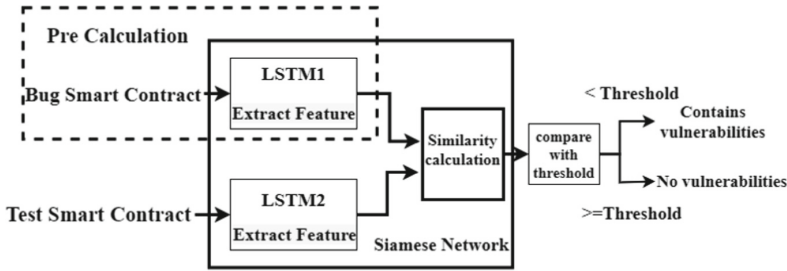 Pre Calculation
Bug Smart Contract
LSTM1
Extract Feature
Test Smart Contract
LSTM2
Extract Feature
Siamese Network
Similarity
calculation
compare
with
threshold
< Threshold
Contains
vulnerabilities
No vulnerabilities
>=Threshold